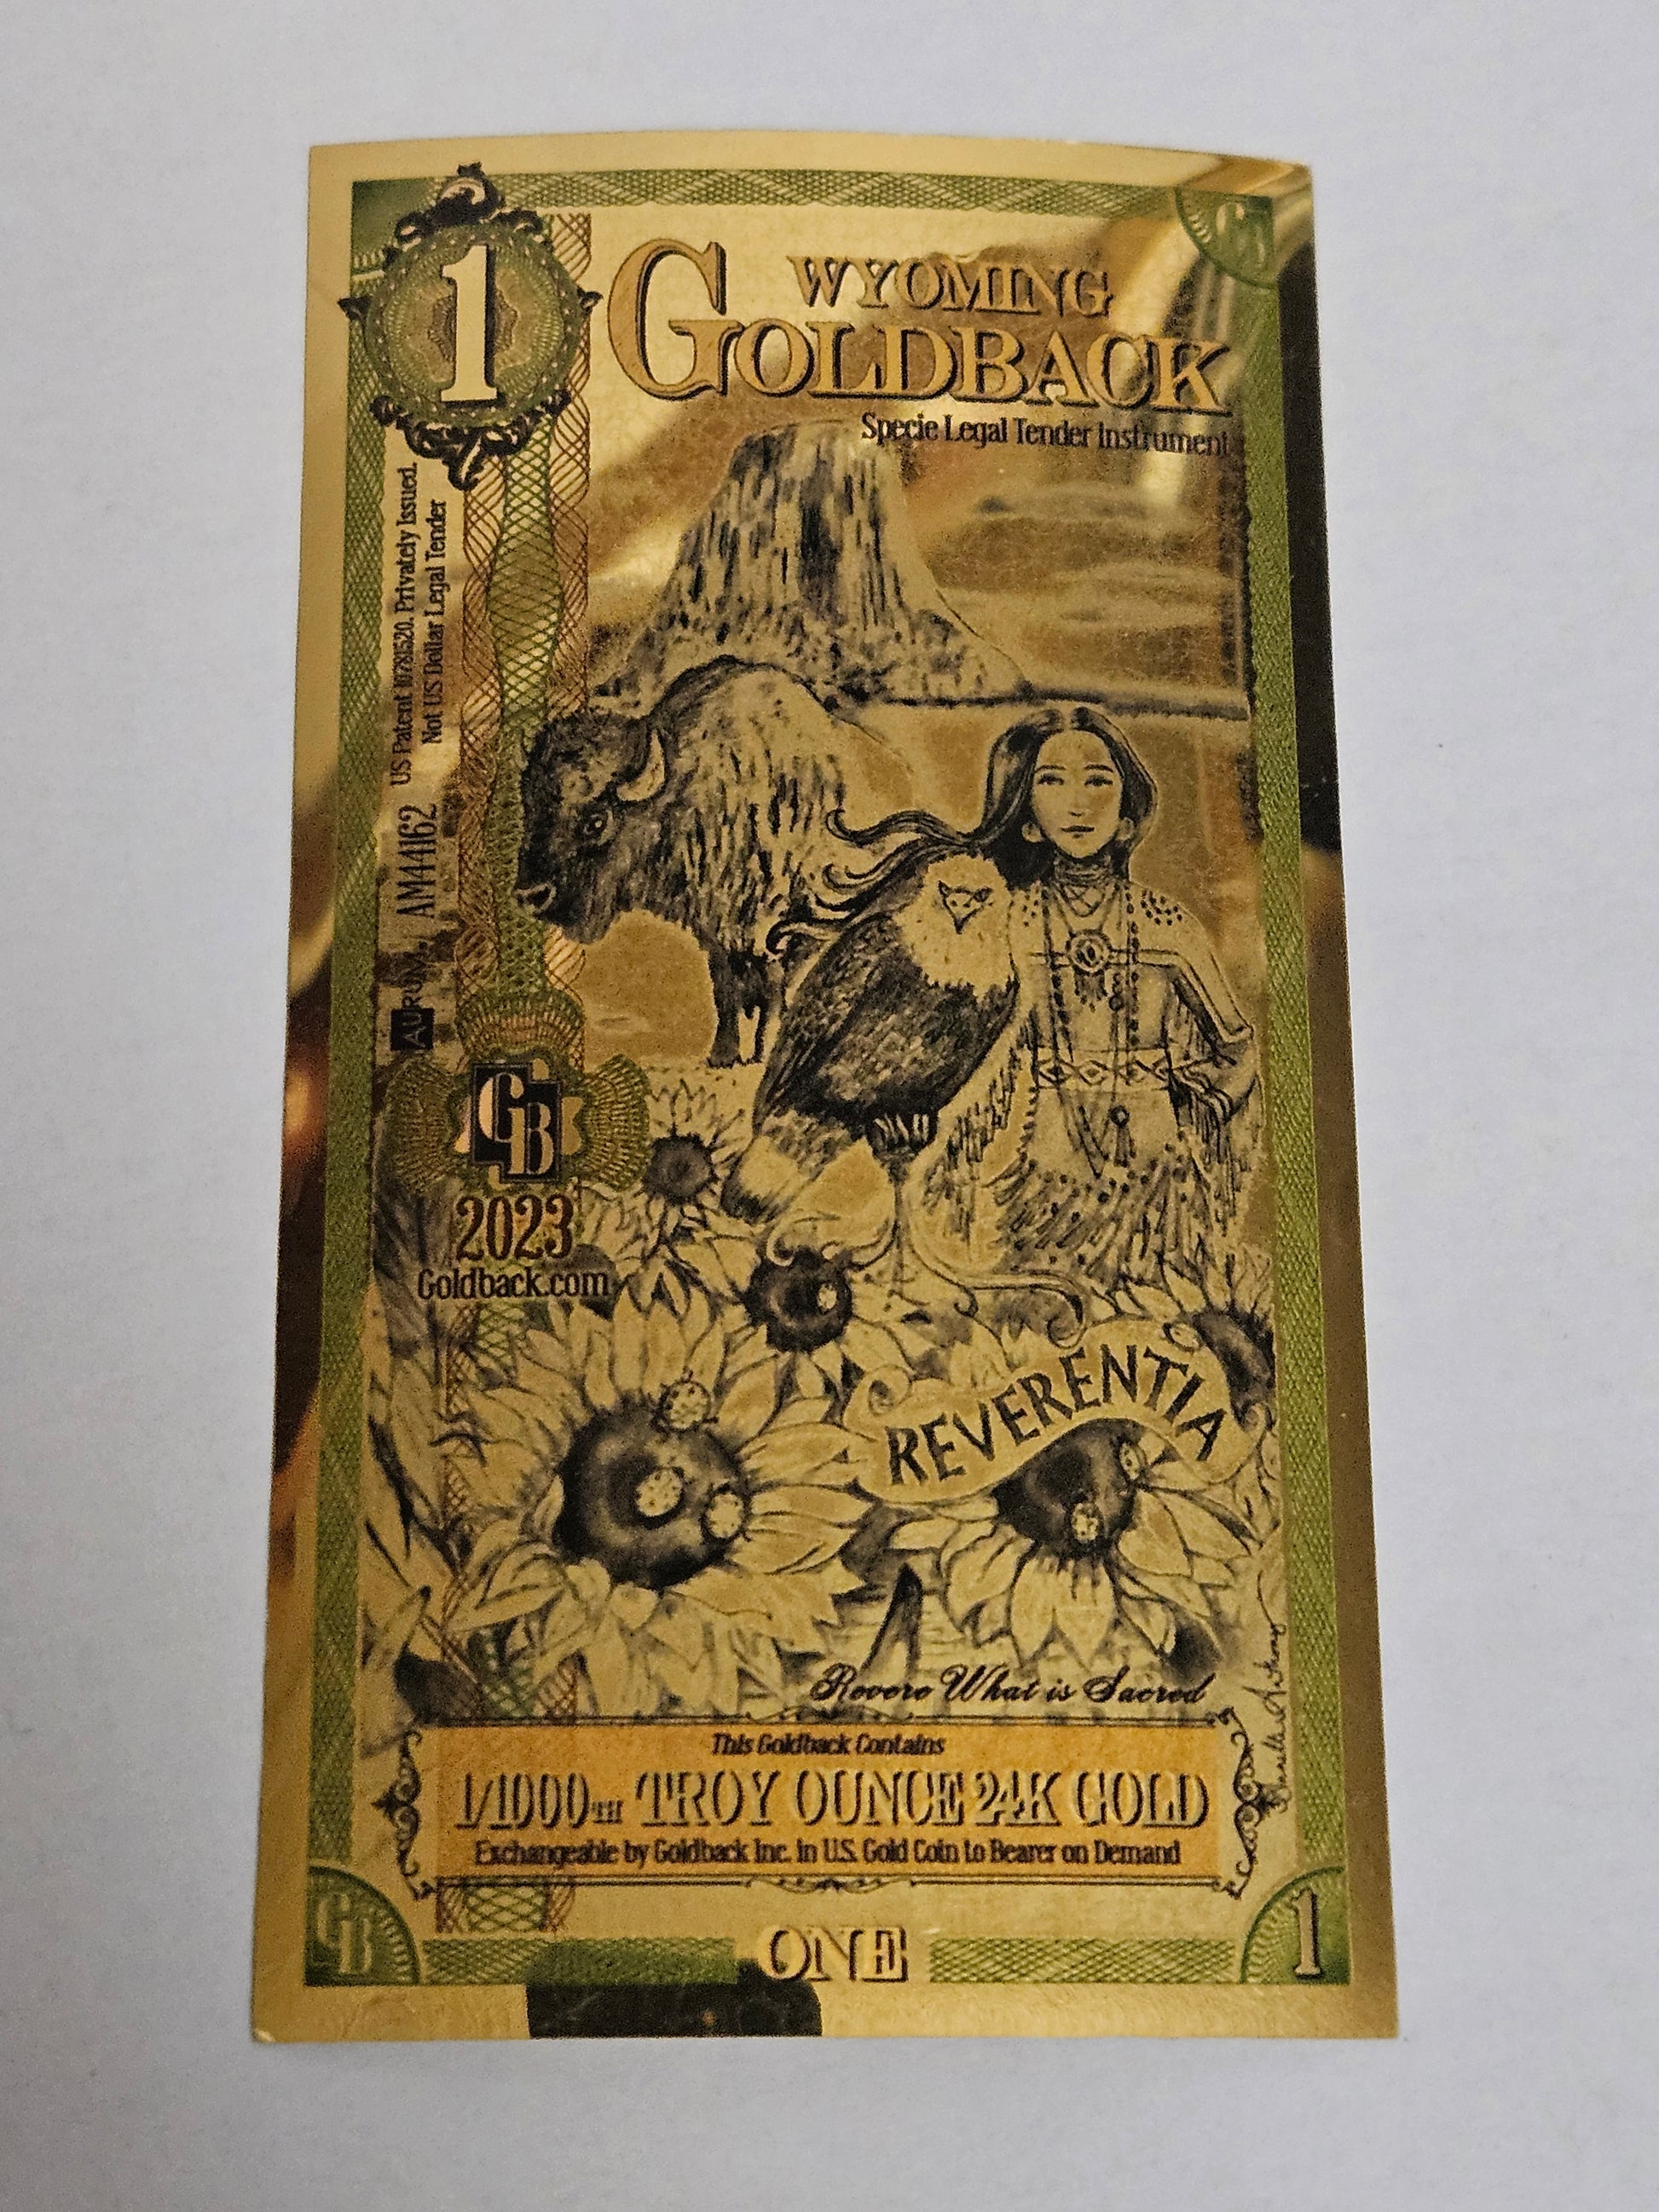 1
GB
WYOMING
GOLDBACK
Specie Legal Tender Instrument
US Patent 10781520. Privately Issued.
Not US Dollar Legal Tender
AURUM. AM44162
GB
2023
Goldback.com
REVERENTIA
Revere What is Sacred
This Goldback Contains
1/1000TH TROY OUNCE 24K GOLD
Exchangeable by Goldback Inc. in U.S. Gold Coin to Bearer on Demand
GB
ONE
1